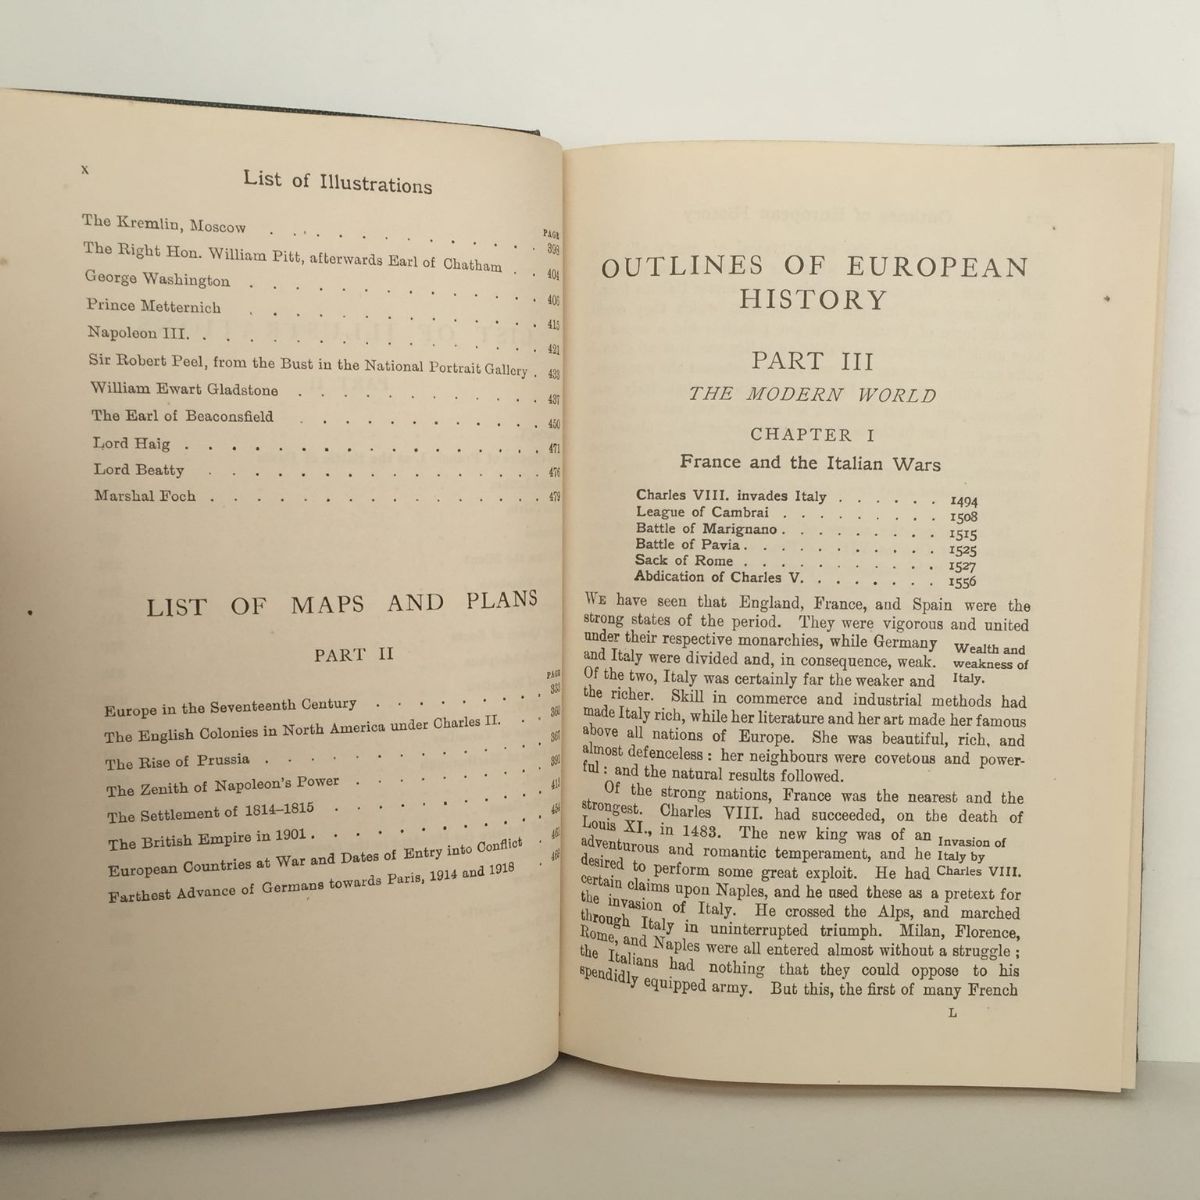 x
List of Illustrations
PAGE
The Kremlin, Moscow . . . . . . . . . . . 398
The Right Hon. William Pitt, afterwards Earl of Chatham . . 404
George Washington . . . . . . . . . . . 406
Prince Metternich . . . . . . . . . . . 415
Napoleon III. . . . . . . . . . . . . 421
Sir Robert Peel, from the Bust in the National Portrait Gallery . 433
William Ewart Gladstone . . . . . . . . . . 437
The Earl of Beaconsfield . . . . . . . . . . 450
Lord Haig . . . . . . . . . . . . . 471
Lord Beatty . . . . . . . . . . . . 476
Marshal Foch . . . . . . . . . . . . 479
LIST OF MAPS AND PLANS
PART II
PAGE
Europe in the Seventeenth Century . . . . . . . 333
The English Colonies in North America under Charles II. . . 360
The Rise of Prussia . . . . . . . . . . . 367
The Zenith of Napoleon's Power . . . . . . . .
The Settlement of 1814–1815 . . . . . . . . .
The British Empire in 1901 . . . . . . . . .
European Countries at War and Dates of Entry into Conflict .
Farthest Advance of Germans towards Paris, 1914 and 1918 .
OUTLINES OF EUROPEAN
HISTORY
PART III
THE MODERN WORLD
CHAPTER I
France and the Italian Wars
Charles VIII. invades Italy . . . . . . 1494
League of Cambrai . . . . . . . . . 1508
Battle of Marignano . . . . . . . . . 1515
Battle of Pavia . . . . . . . . . . . 1525
Sack of Rome . . . . . . . . . . . 1527
Abdication of Charles V. . . . . . . . 1556
WE have seen that England, France, and Spain were the
strong states of the period. They were vigorous and united
under their respective monarchies, while Germany
and Italy were divided and, in consequence, weak.
Of the two, Italy was certainly far the weaker and
Wealth and
weakness of
Italy.
the richer. Skill in commerce and industrial methods had
made Italy rich, while her literature and her art made her famous
above all nations of Europe. She was beautiful, rich, and
almost defenceless : her neighbours were covetous and power-
ful : and the natural results followed.
Of the strong nations, France was the nearest and the
strongest. Charles VIII. had succeeded, on the death of
Louis XI., in 1483. The new king was of an
adventurous and romantic temperament, and he
desired to perform some great exploit. He had
Invasion of
Italy by
Charles VIII.
certain claims upon Naples, and he used these as a pretext for
the invasion of Italy. He crossed the Alps, and marched
through Italy in uninterrupted triumph. Milan, Florence,
Rome, and Naples were all entered almost without a struggle ;
the Italians had nothing that they could oppose to his
spendidly equipped army. But this, the first of many French
L